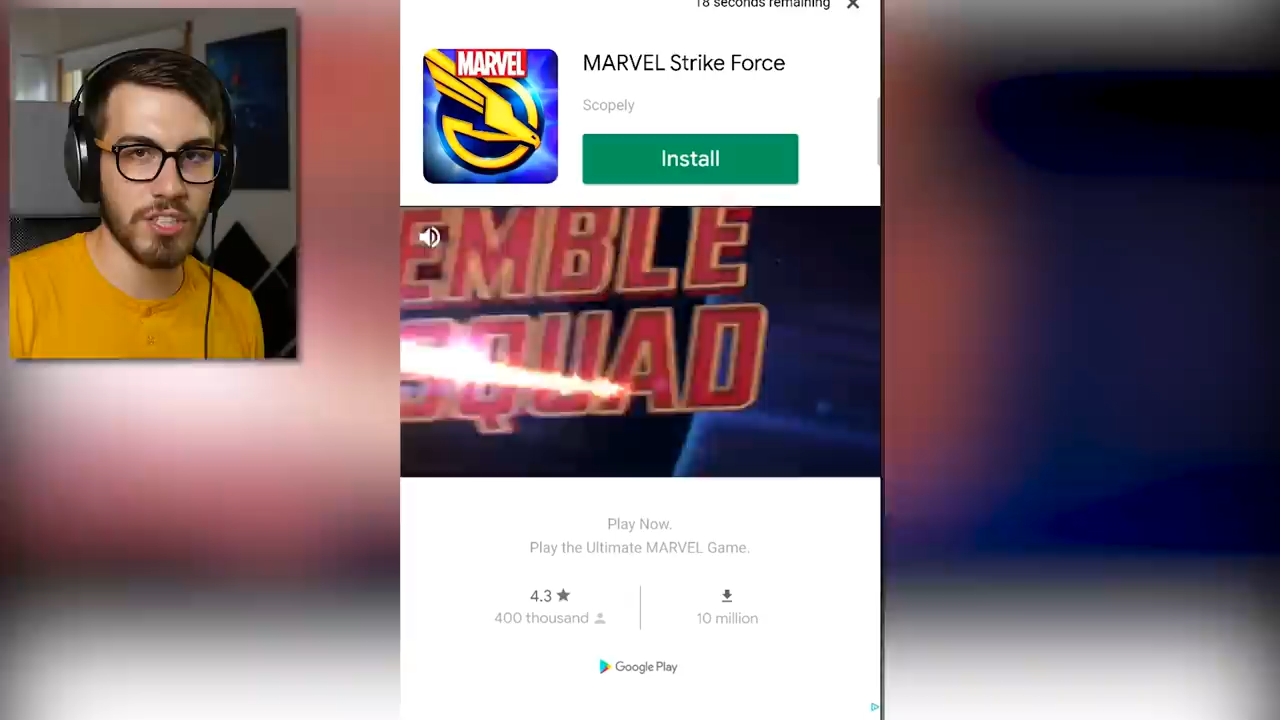 18 seconds remaining
MARVEL
MARVEL Strike Force
Scopely
Install
EMBLE
SQUAD
Play Now.
Play the Ultimate MARVEL Game.
4.3
400 thousand
10 million
Google Play